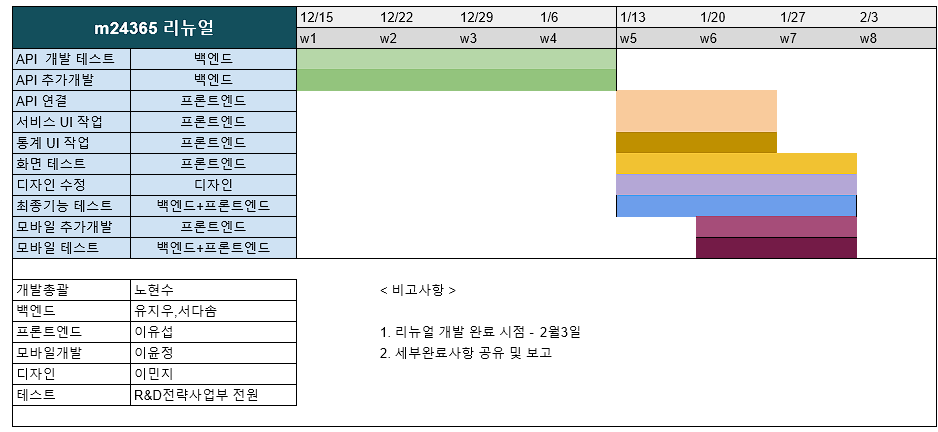 m24365 리뉴얼 12/15 12/22 12/29 1/6 1/13 1/20 1/27 2/3
w1 w2 w3 w4 w5 w6 w7 w8
API 개발 테스트 백엔드
API 추가개발 백엔드
API 연결 프론트엔드
서비스 UI 작업 프론트엔드
통계 UI 작업 프론트엔드
화면 테스트 프론트엔드
디자인 수정 디자인
최종기능 테스트 백엔드+프론트엔드
모바일 추가개발 프론트엔드
모바일 테스트 백엔드+프론트엔드
개발총괄 노현수 < 비고사항 >
백엔드 유지우,서다솜
프론트엔드 이유섭 1. 리뉴얼 개발 완료 시점 - 2월3일
모바일개발 이윤정 2. 세부완료사항 공유 및 보고
디자인 이민지
테스트 R&D전략사업부 전원